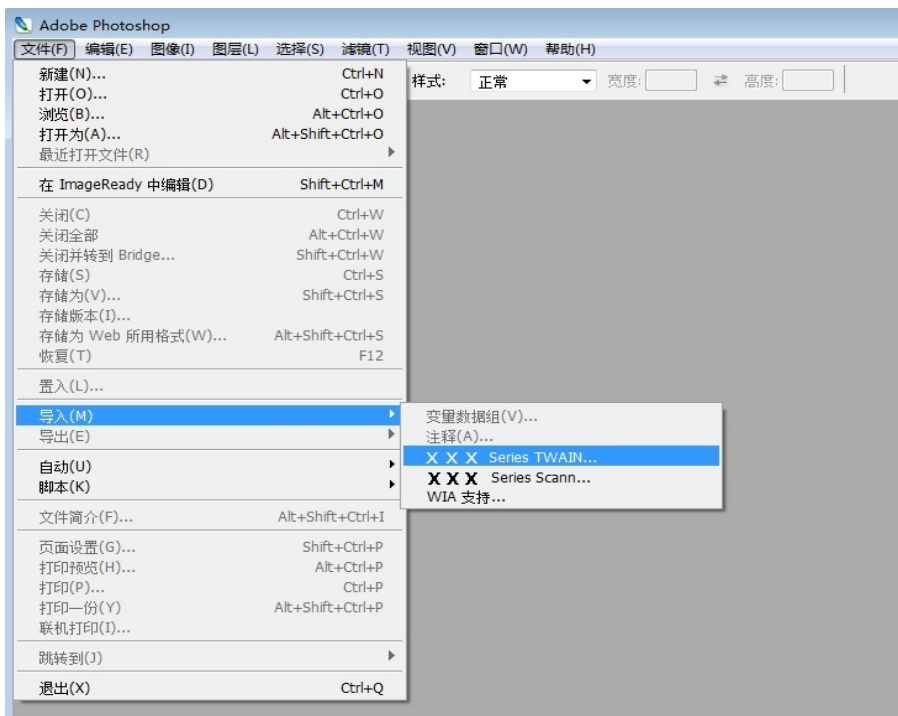 Adobe Photoshop
文件(F) 编辑(E) 图像(I) 图层(L) 选择(S) 滤镜(T) 视图(V) 窗口(W) 帮助(H)
样式: 正常 宽度: 高度:
新建(N)... Ctrl+N
打开(O)... Ctrl+O
浏览(B)... Alt+Ctrl+O
打开为(A)... Alt+Shift+Ctrl+O
最近打开文件(R)
在 ImageReady 中编辑(D) Shift+Ctrl+M
关闭(C) Ctrl+W
关闭全部 Alt+Ctrl+W
关闭并转到 Bridge... Shift+Ctrl+W
存储(S) Ctrl+S
存储为(V)... Shift+Ctrl+S
存储版本(I)...
存储为 Web 所用格式(W)... Alt+Shift+Ctrl+S
恢复(T) F12
置入(L)...
导入(M)
导出(E)
自动(U)
脚本(K)
文件简介(F)... Alt+Shift+Ctrl+I
页面设置(G)... Shift+Ctrl+P
打印预览(H)... Alt+Ctrl+P
打印(P)... Ctrl+P
打印一份(Y) Alt+Shift+Ctrl+P
联机打印(I)...
跳转到(J)
退出(X) Ctrl+Q
变量数据组(V)...
注释(A)...
X X X Series TWAIN...
X X X Series Scann...
WIA 支持...